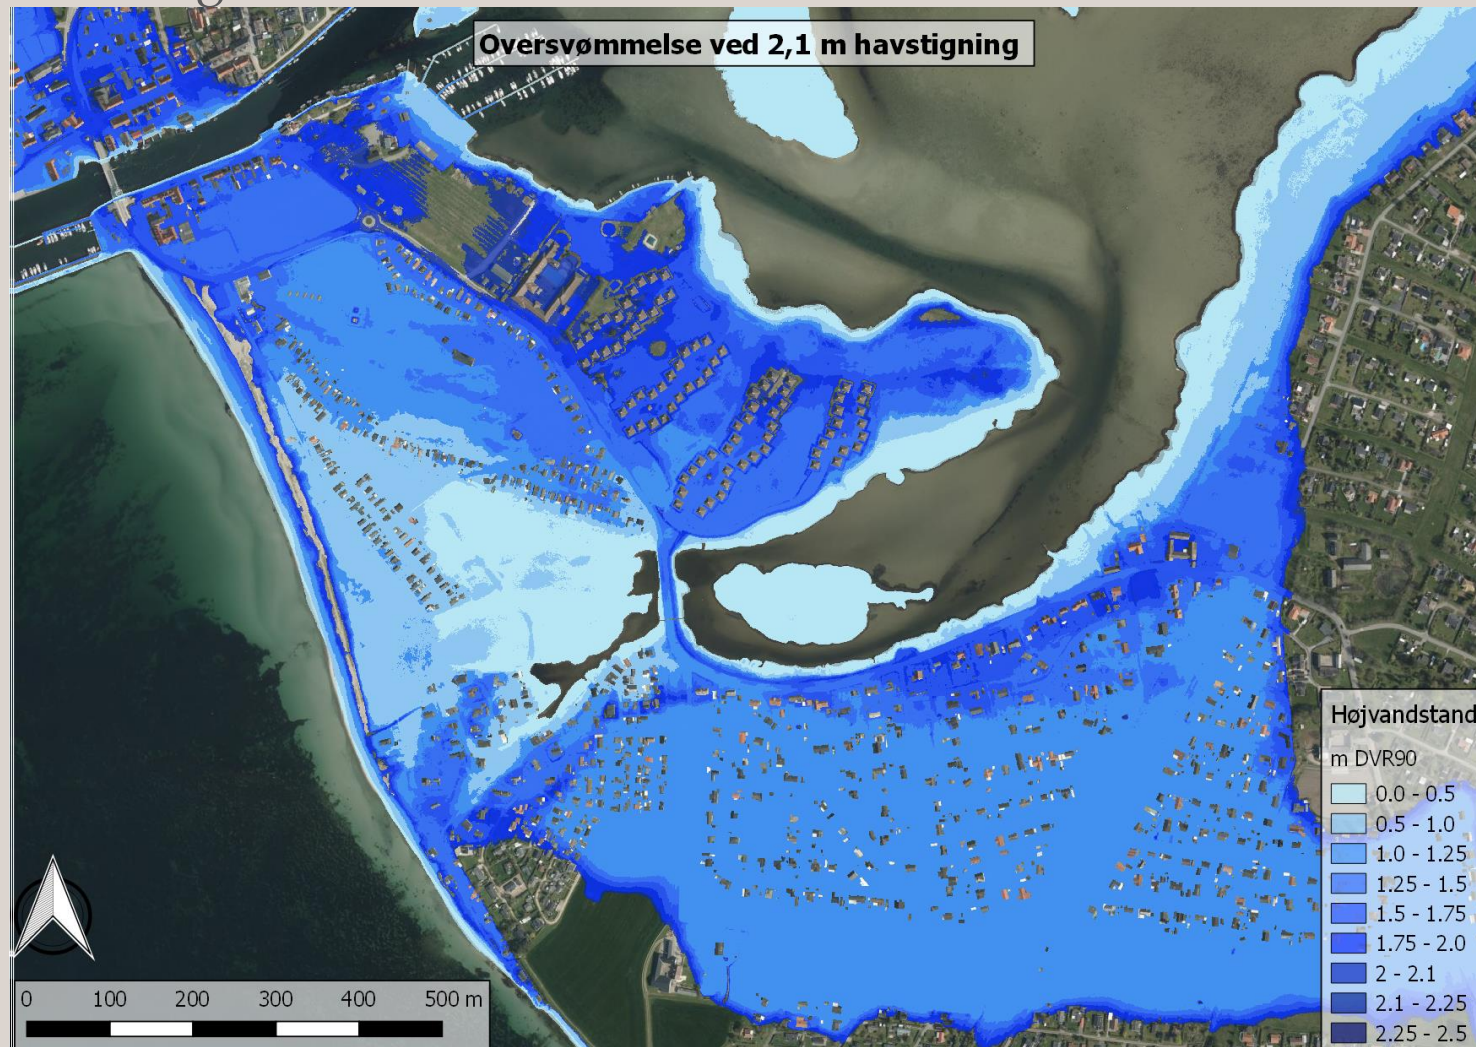 Oversvømmelse ved 2,1 m havstigning
Højvandstand
m DVR90
0.0 - 0.5
0.5 - 1.0
1.0 - 1.25
1.25 - 1.5
1.5 - 1.75
1.75 - 2.0
2 - 2.1
2.1 - 2.25
2.25 - 2.5
0 100 200 300 400 500 m